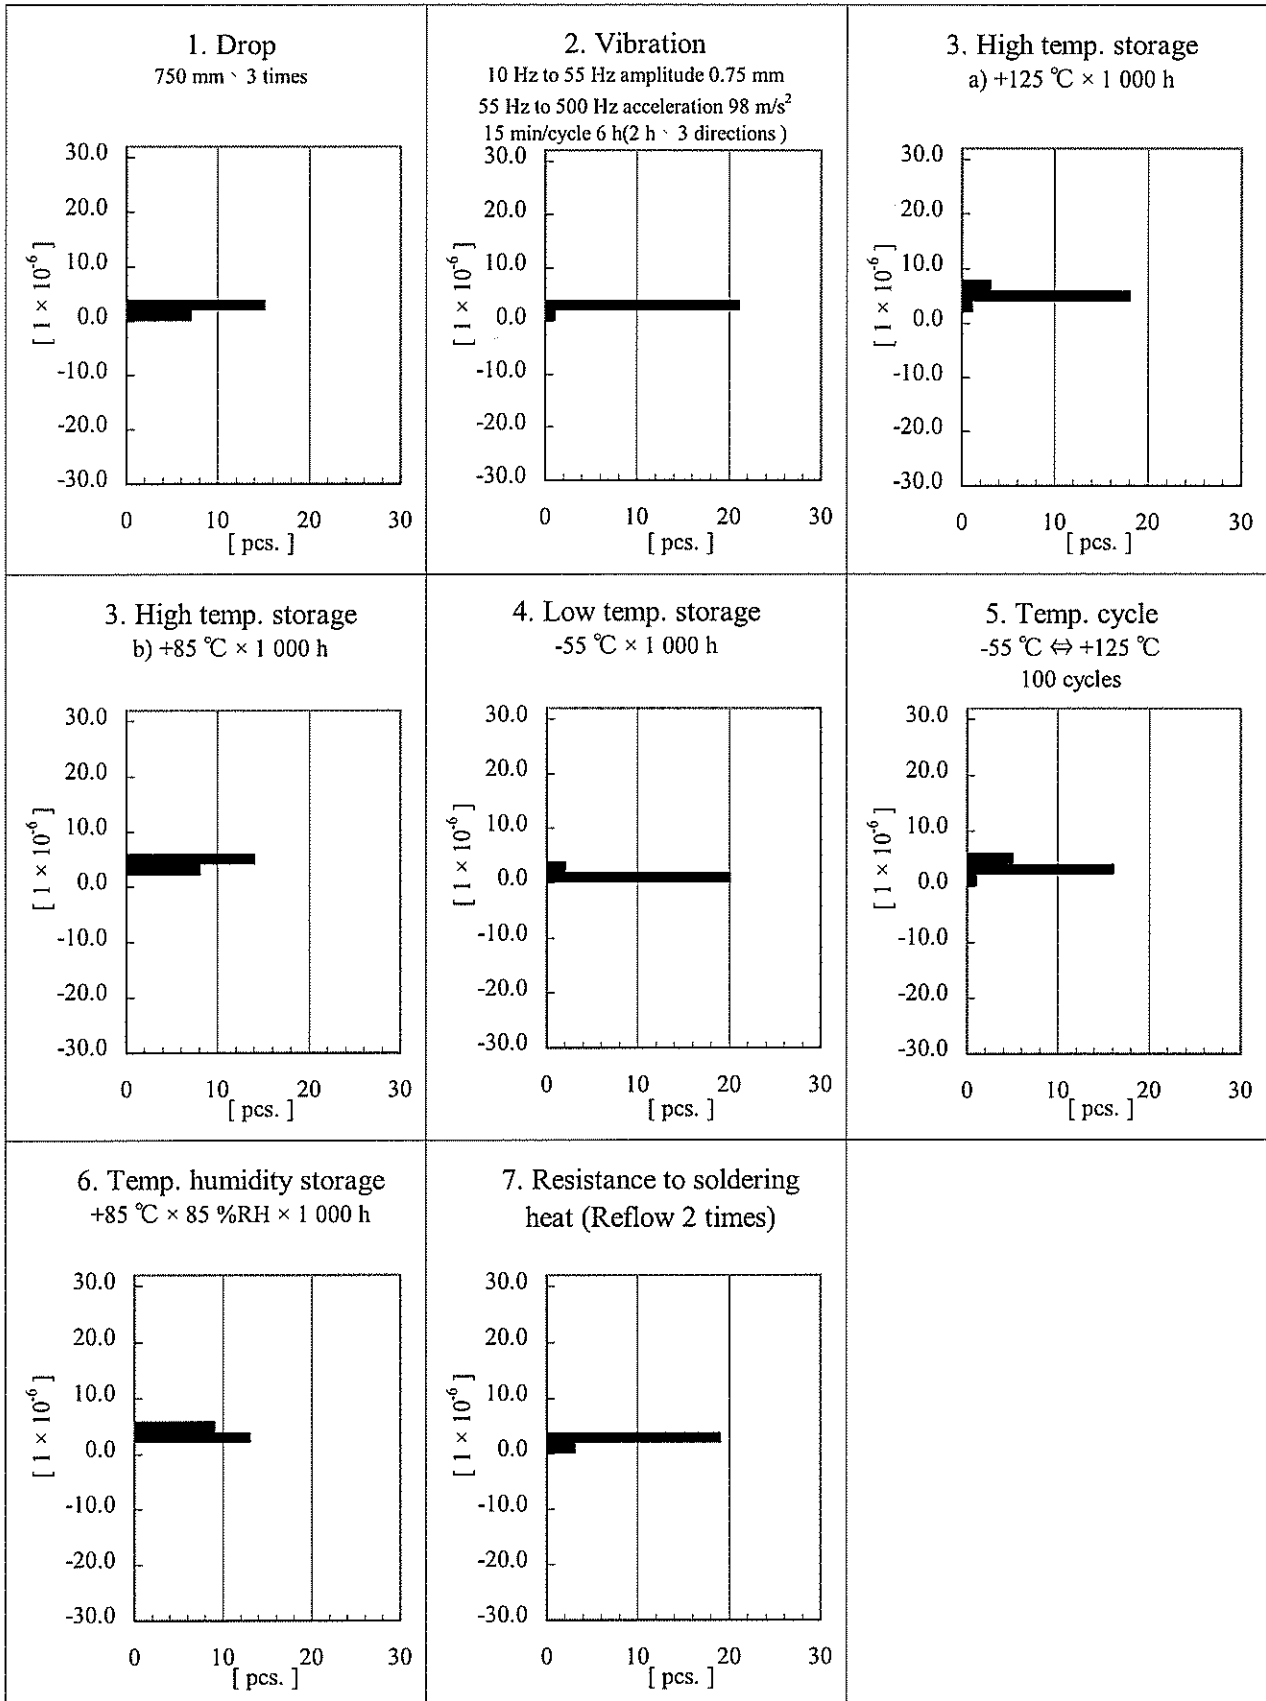 1. Drop
750 mm、3 times
30.0
20.0
10.0
0.0
-10.0
-20.0
-30.0
[ 1 × 10⁻⁶ ]
0 10 20 30
[ pcs. ]
2. Vibration
10 Hz to 55 Hz amplitude 0.75 mm
55 Hz to 500 Hz acceleration 98 m/s²
15 min/cycle 6 h(2 h、3 directions )
30.0
20.0
10.0
0.0
-10.0
-20.0
-30.0
[ 1 × 10⁻⁶ ]
0 10 20 30
[ pcs. ]
3. High temp. storage
a) +125 ℃ × 1 000 h
30.0
20.0
10.0
0.0
-10.0
-20.0
-30.0
[ 1 × 10⁻⁶ ]
0 10 20 30
[ pcs. ]
3. High temp. storage
b) +85 ℃ × 1 000 h
30.0
20.0
10.0
0.0
-10.0
-20.0
-30.0
[ 1 × 10⁻⁶ ]
0 10 20 30
[ pcs. ]
4. Low temp. storage
-55 ℃ × 1 000 h
30.0
20.0
10.0
0.0
-10.0
-20.0
-30.0
[ 1 × 10⁻⁶ ]
0 10 20 30
[ pcs. ]
5. Temp. cycle
-55 ℃ ⇔ +125 ℃
100 cycles
30.0
20.0
10.0
0.0
-10.0
-20.0
-30.0
[ 1 × 10⁻⁶ ]
0 10 20 30
[ pcs. ]
6. Temp. humidity storage
+85 ℃ × 85 %RH × 1 000 h
30.0
20.0
10.0
0.0
-10.0
-20.0
-30.0
[ 1 × 10⁻⁶ ]
0 10 20 30
[ pcs. ]
7. Resistance to soldering
heat (Reflow 2 times)
30.0
20.0
10.0
0.0
-10.0
-20.0
-30.0
[ 1 × 10⁻⁶ ]
0 10 20 30
[ pcs. ]